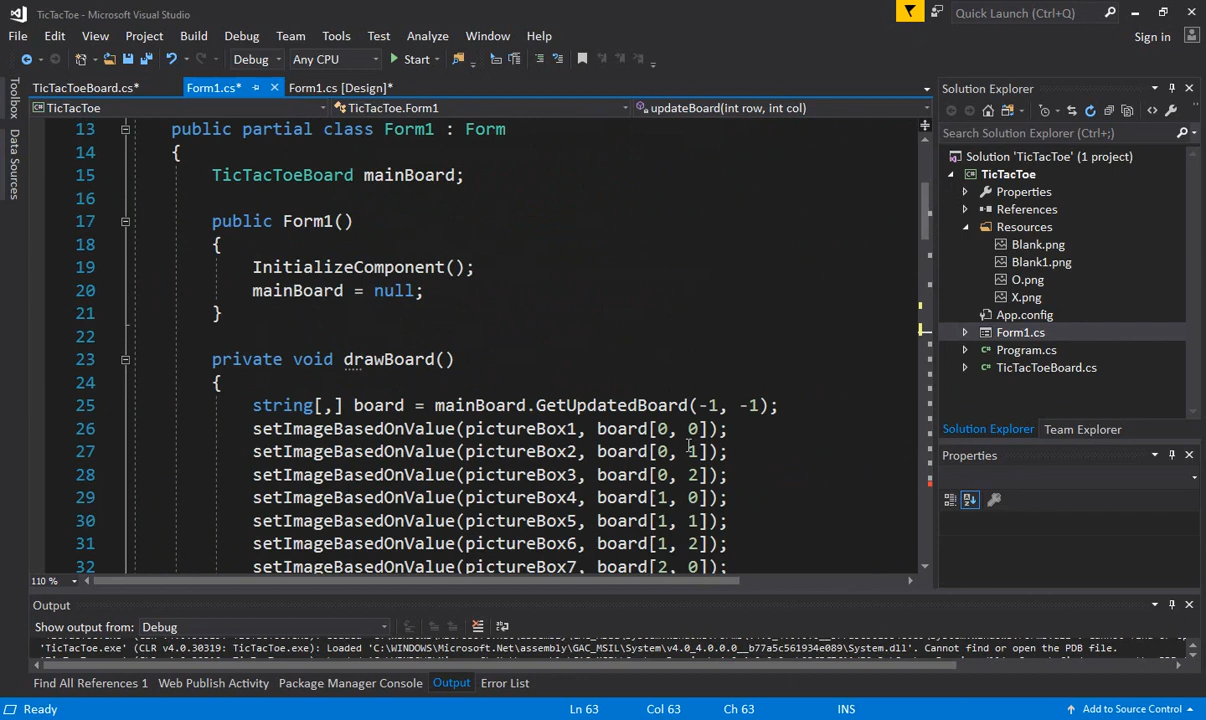 TicTacToe - Microsoft Visual Studio
Quick Launch (Ctrl+;)
File Edit View Project Build Debug Team Tools Test Analyze Window Help
Sign in
Debug Any CPU Start
TicTacToeBoard.cs* Form1.cs* Form1.cs [Design]*
Toolbox
Data Sources
TicTacToe TicTacToe.Form1 updateBoard(int row, int col)
13 public partial class Form1 : Form
14 {
15 TicTacToeBoard mainBoard;
16
17 public Form1()
18 {
19 InitializeComponent();
20 mainBoard = null;
21 }
22
23 private void drawBoard()
24 {
25 string[,] board = mainBoard.GetUpdatedBoard(-1, -1);
26 setImageBasedOnValue(pictureBox1, board[0, 0]);
27 setImageBasedOnValue(pictureBox2, board[0, 1]);
28 setImageBasedOnValue(pictureBox3, board[0, 2]);
29 setImageBasedOnValue(pictureBox4, board[1, 0]);
30 setImageBasedOnValue(pictureBox5, board[1, 1]);
31 setImageBasedOnValue(pictureBox6, board[1, 2]);
32 setImageBasedOnValue(pictureBox7, board[2, 0]);
110 %
Solution Explorer
Search Solution Explorer (Ctrl+;)
Solution 'TicTacToe' (1 project)
TicTacToe
Properties
References
Resources
Blank.png
Blank1.png
O.png
X.png
App.config
Form1.cs
Program.cs
TicTacToeBoard.cs
Solution Explorer Team Explorer
Properties
Output
Show output from: Debug
'TicTacToe.exe' (CLR v4.0.30319: TicTacToe.exe): Loaded 'C:\WINDOWS\Microsoft.Net\assembly\GAC_MSIL\System\v4.0_4.0.0.0__b77a5c561934e089\System.dll'. Cannot find or open the PDB file.
Find All References 1 Web Publish Activity Package Manager Console Output Error List
Ready Ln 63 Col 63 Ch 63 INS Add to Source Control